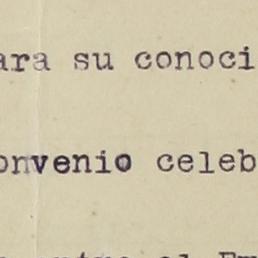 ara su conoci
onvenio celeb